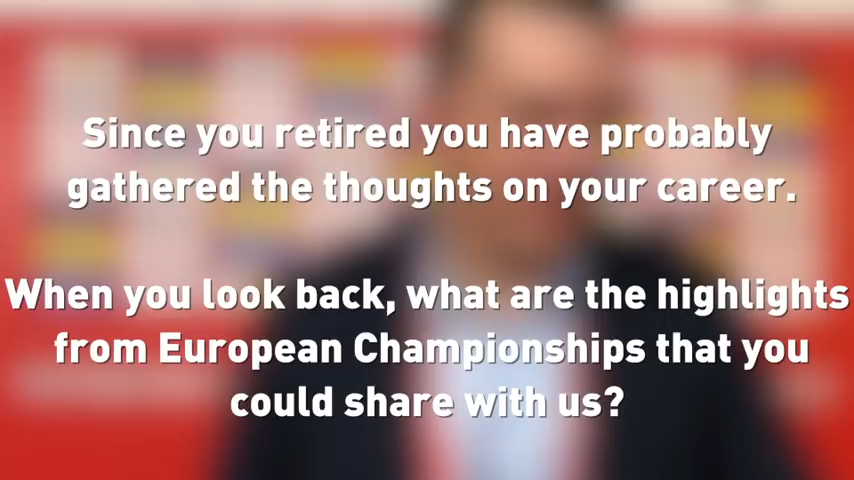 Since you retired you have probably
gathered the thoughts on your career.
When you look back, what are the highlights
from European Championships that you
could share with us?